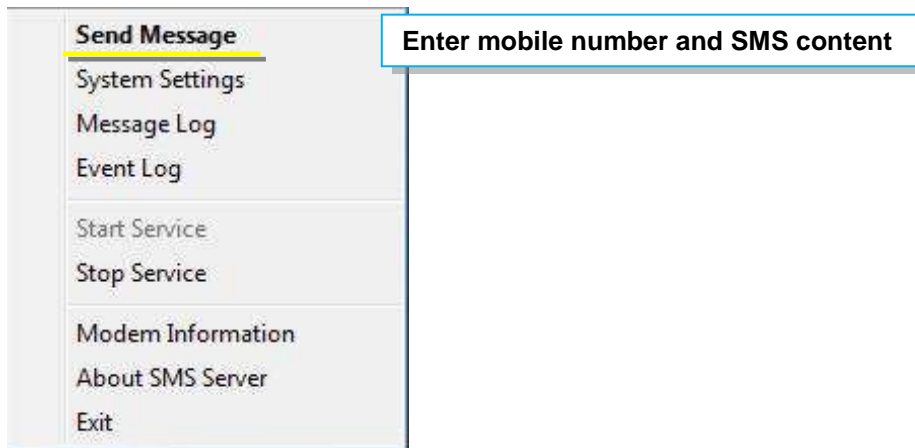 Send Message
Enter mobile number and SMS content
System Settings
Message Log
Event Log
Start Service
Stop Service
Modem Information
About SMS Server
Exit